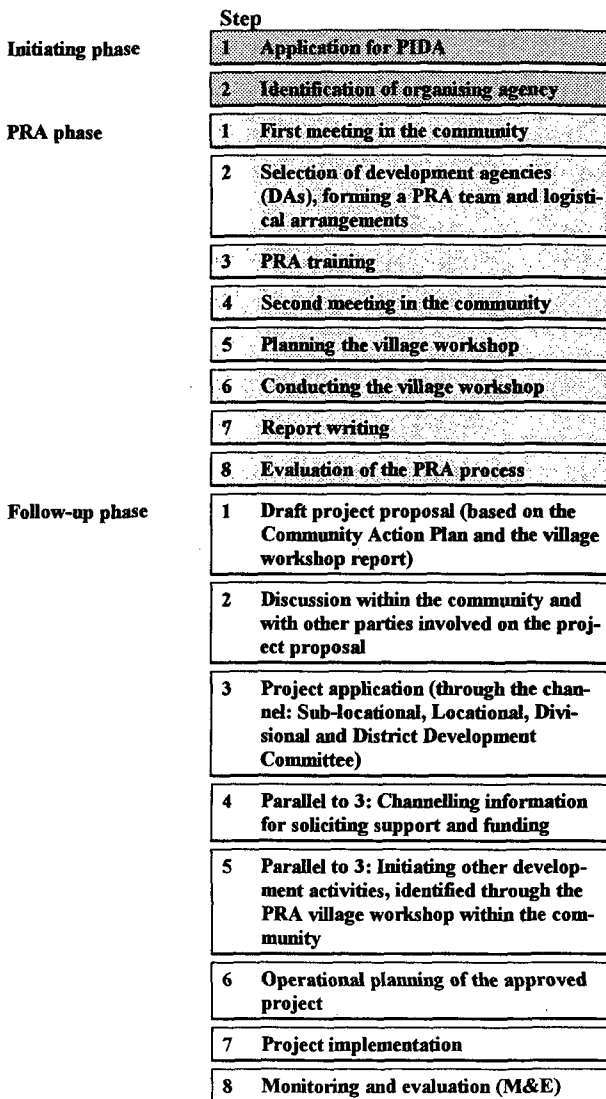 Step
Initiating phase
1 Application for PIDA
2 Identification of organising agency
PRA phase
1 First meeting in the community
2 Selection of development agencies
(DAs), forming a PRA team and logisti-
cal arrangements
3 PRA training
4 Second meeting in the community
5 Planning the village workshop
6 Conducting the village workshop
7 Report writing
8 Evaluation of the PRA process
Follow-up phase
1 Draft project proposal (based on the
Community Action Plan and the village
workshop report)
2 Discussion within the community and
with other parties involved on the proj-
ect proposal
3 Project application (through the chan-
nel: Sub-locational, Locational, Divi-
sional and District Development
Committee)
4 Parallel to 3: Channelling information
for soliciting support and funding
5 Parallel to 3: Initiating other develop-
ment activities, identified through the
PRA village workshop within the com-
munity
6 Operational planning of the approved
project
7 Project implementation
8 Monitoring and evaluation (M&E)